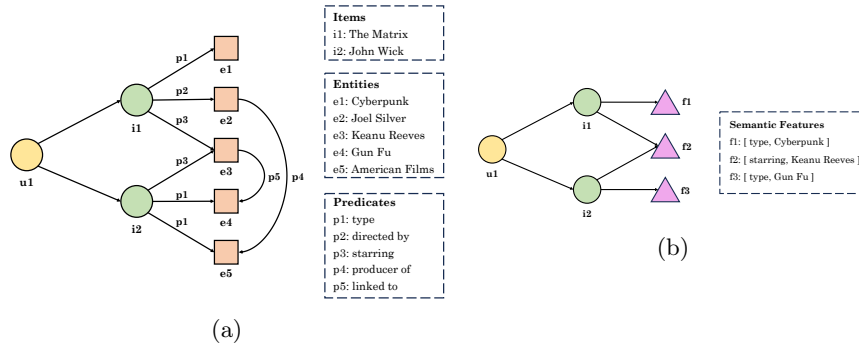 p1
e1
p2
e2
i1
p3
u1
p3
e3
p5
p4
p1
e4
i2
p1
e5
Items
i1: The Matrix
i2: John Wick
Entities
e1: Cyberpunk
e2: Joel Silver
e3: Keanu Reeves
e4: Gun Fu
e5: American Films
Predicates
p1: type
p2: directed by
p3: starring
p4: producer of
p5: linked to
(a)
f1
i1
u1
f2
f3
i2
Semantic Features
f1: [ type, Cyberpunk ]
f2: [ starring, Keanu Reeves ]
f3: [ type, Gun Fu ]
(b)